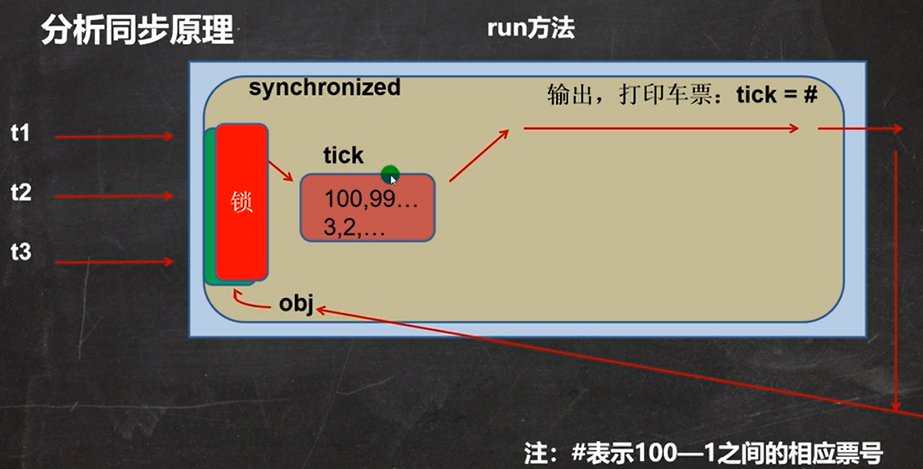 分析同步原理
run方法
synchronized
输出，打印车票：tick = #
t1
tick
t2
锁
100,99…
3,2,…
t3
obj
注：#表示100—1之间的相应票号